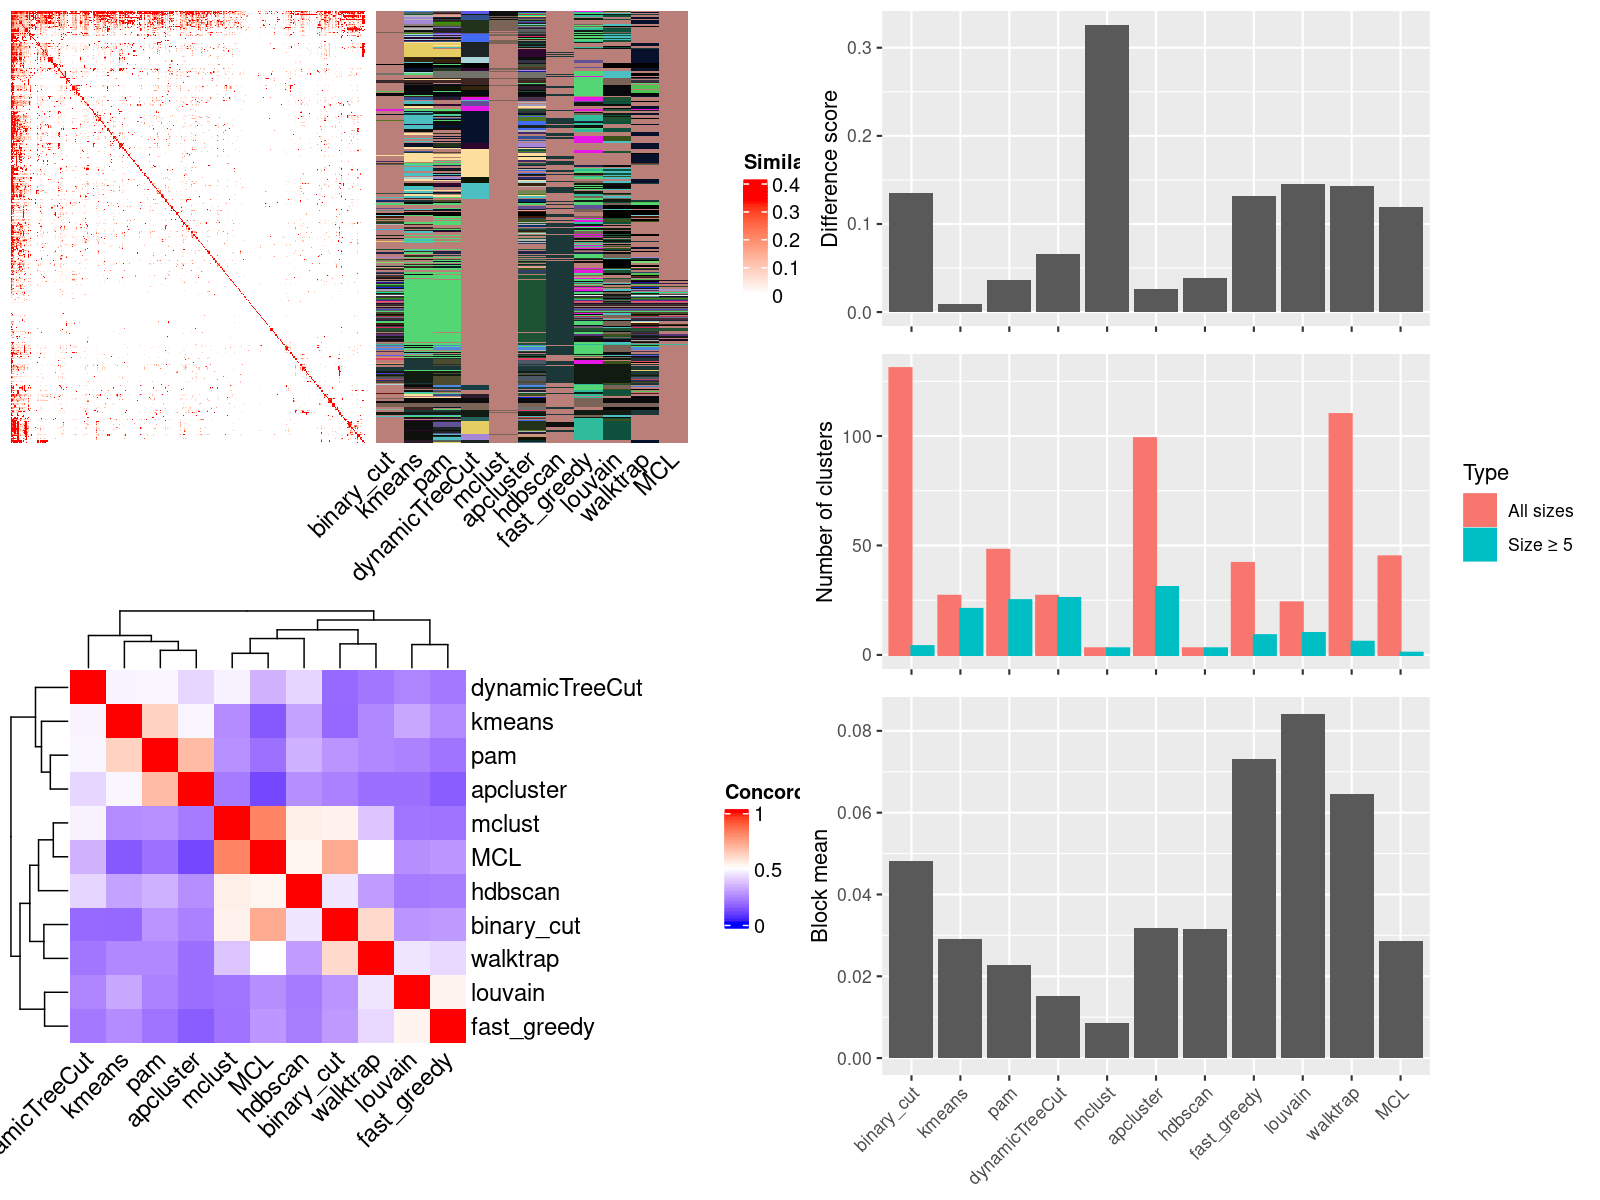 Simila
0.4
0.3
0.2
0.1
0
binary_cut
kmeans
pam
dynamicTreeCut
mclust
apcluster
hdbscan
fast_greedy
louvain
walktrap
MCL
dynamicTreeCut
kmeans
pam
apcluster
mclust
MCL
hdbscan
binary_cut
walktrap
louvain
fast_greedy
amicTreeCut
kmeans
pam
apcluster
mclust
MCL
hdbscan
binary_cut
walktrap
louvain
fast_greedy
Concord
1
0.5
0
Difference score
0.3
0.2
0.1
0.0
Number of clusters
100
50
0
Type
All sizes
Size ≥ 5
Block mean
0.08
0.06
0.04
0.02
0.00
binary_cut
kmeans
pam
dynamicTreeCut
mclust
apcluster
hdbscan
fast_greedy
louvain
walktrap
MCL